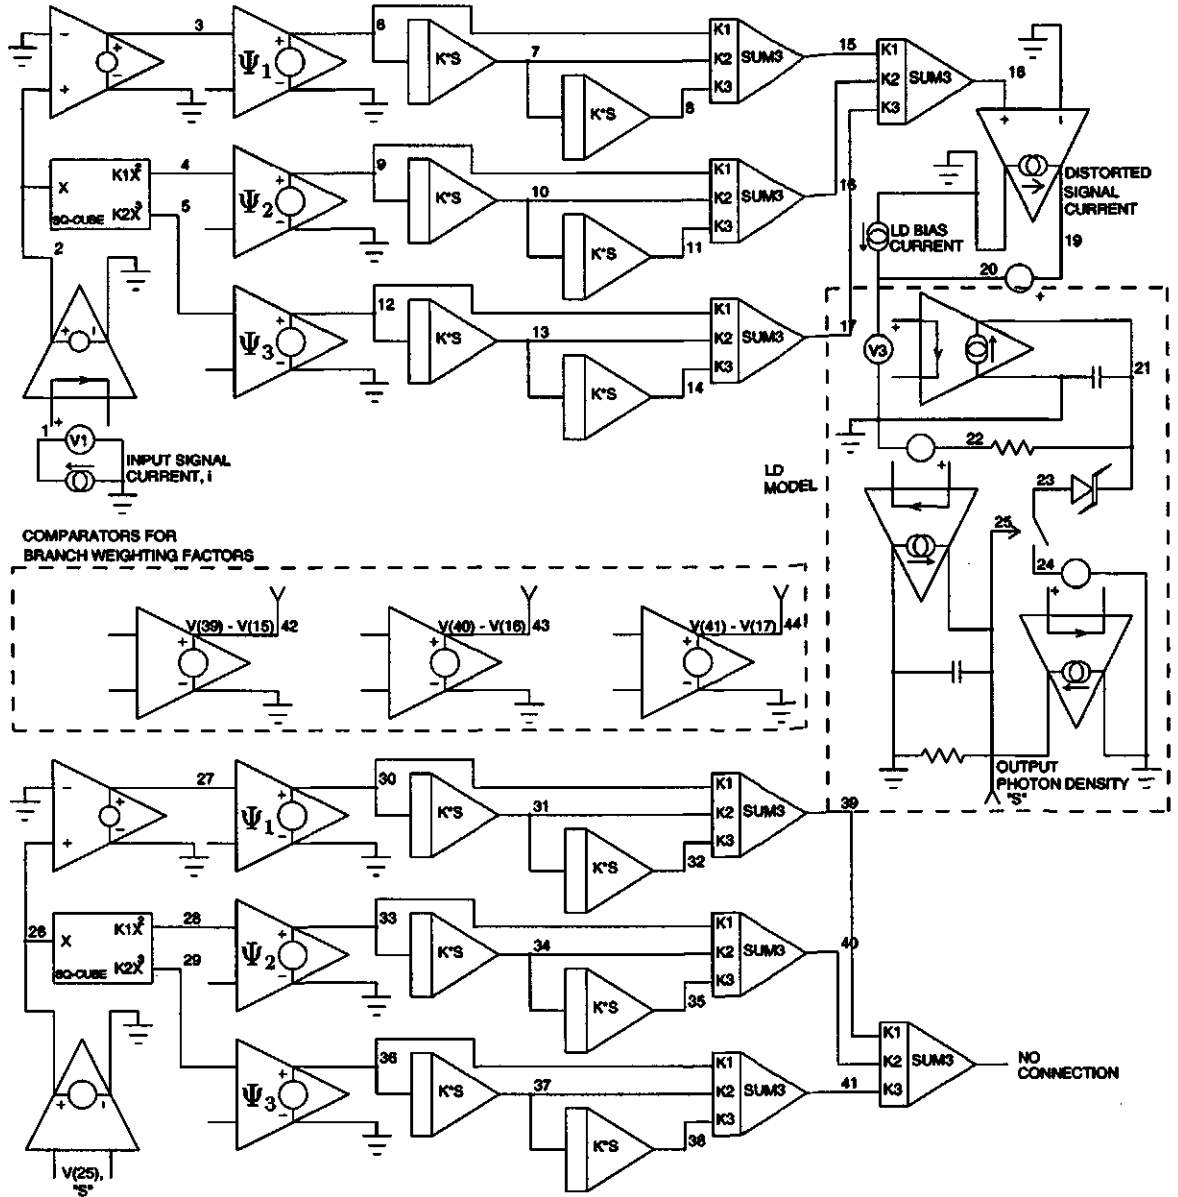 3
6
Ψ1
K*S
7
K*S
8
K1
K2
K3
SUM3
15
K1
K2
K3
SUM3
18
DISTORTED
SIGNAL
CURRENT
19
X
K1X2
K2X3
SQ-CUBE
4
5
2
Ψ2
9
K*S
10
K*S
11
K1
K2
K3
SUM3
16
LD BIAS
CURRENT
20
Ψ3
12
K*S
13
K*S
14
K1
K2
K3
SUM3
17
V3
21
1
V1
INPUT SIGNAL
CURRENT, i
22
LD
MODEL
23
25
24
COMPARATORS FOR
BRANCH WEIGHTING FACTORS
V(39) - V(15) 42
V(40) - V(16) 43
V(41) - V(17) 44
OUTPUT
PHOTON DENSITY
"S"
27
Ψ1
30
K*S
31
K*S
32
K1
K2
K3
SUM3
39
26
X
K1X2
K2X3
SQ-CUBE
28
29
Ψ2
33
K*S
34
K*S
35
K1
K2
K3
SUM3
40
Ψ3
36
K*S
37
K*S
38
K1
K2
K3
SUM3
41
K1
K2
K3
SUM3
NO
CONNECTION
V(25),
"S"